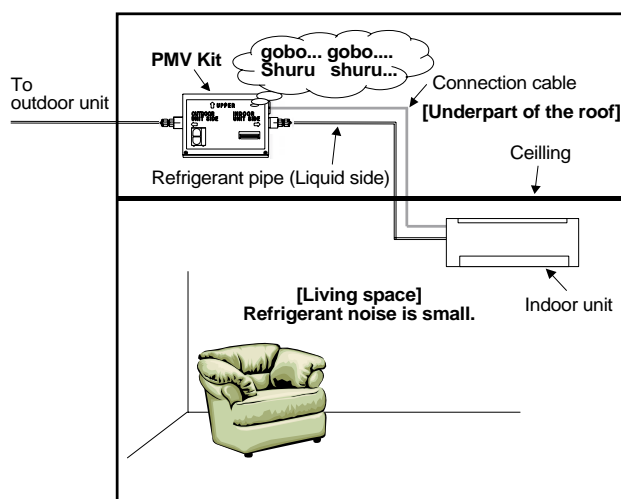 gobo... gobo....
Shuru shuru...
PMV Kit
To
outdoor unit
Connection cable
[Underpart of the roof]
UPPER
OUTDOOR
UNIT SIDE
INDOOR
UNIT SIDE
Refrigerant pipe (Liquid side)
Ceilling
[Living space]
Refrigerant noise is small.
Indoor unit